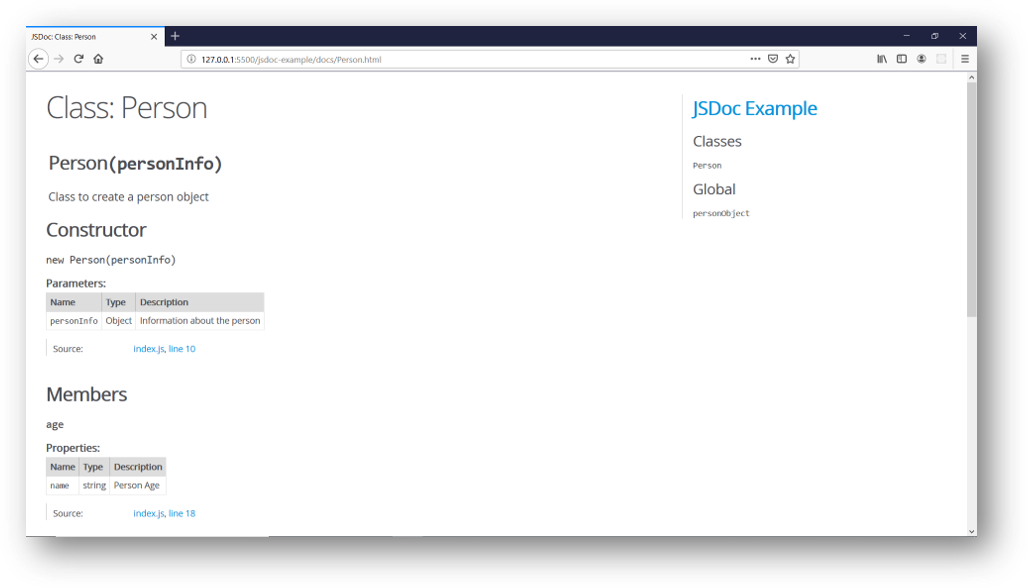 JSDoc: Class: Person
127.0.0.1:5500/jsdoc-example/docs/Person.html
Class: Person
Person(personInfo)
Class to create a person object
Constructor
new Person(personInfo)
Parameters:
Name Type Description
personInfo Object Information about the person
Source: index.js, line 10
Members
age
Properties:
Name Type Description
name string Person Age
Source: index.js, line 18
JSDoc Example
Classes
Person
Global
personObject